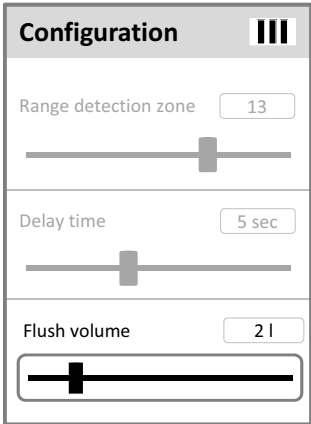 Configuration
Range detection zone 13
Delay time 5 sec
Flush volume 2 l